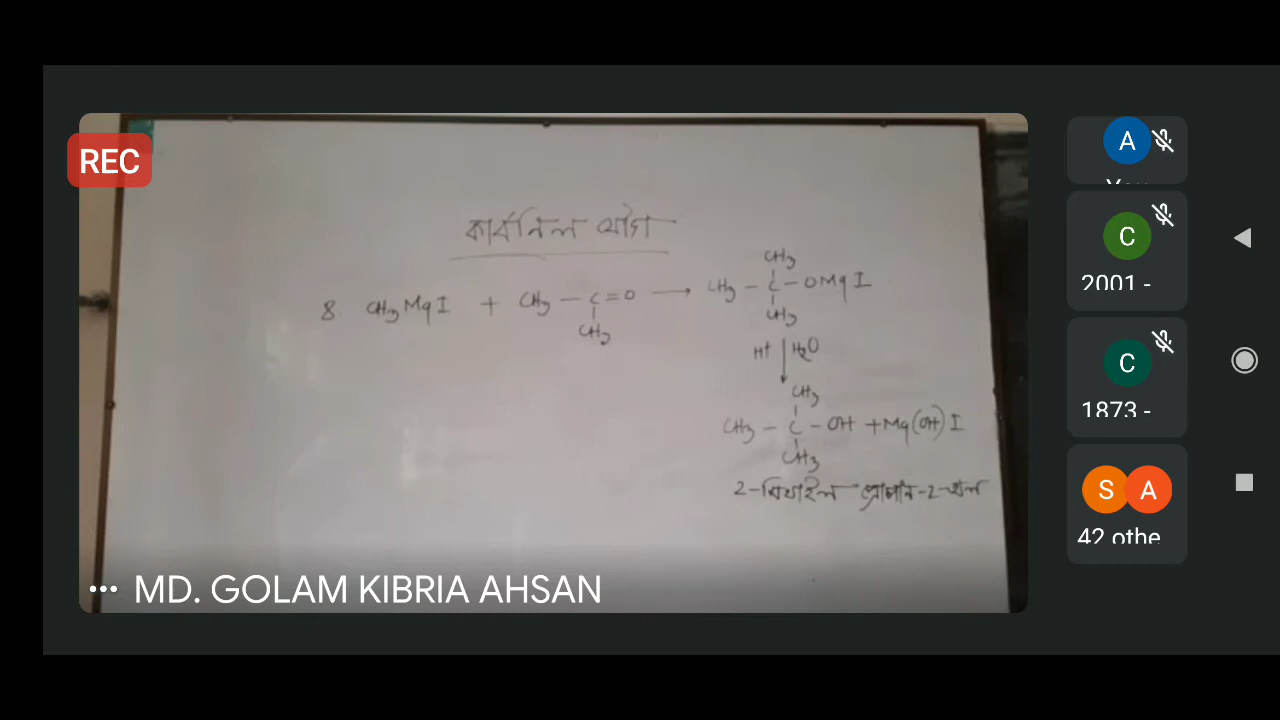 REC
কার্বনিল যৌগ
CH3
8 CH3MgI + CH3 – C = O → CH3 – C – OMgI
CH3 CH3
H+ H2O
CH3
CH3 – C – OH + Mg(OH)I
CH3
2-মিথাইল প্রোপান-2-অল
MD. GOLAM KIBRIA AHSAN
A
C
2001 -
C
1873 -
S A
42 othe